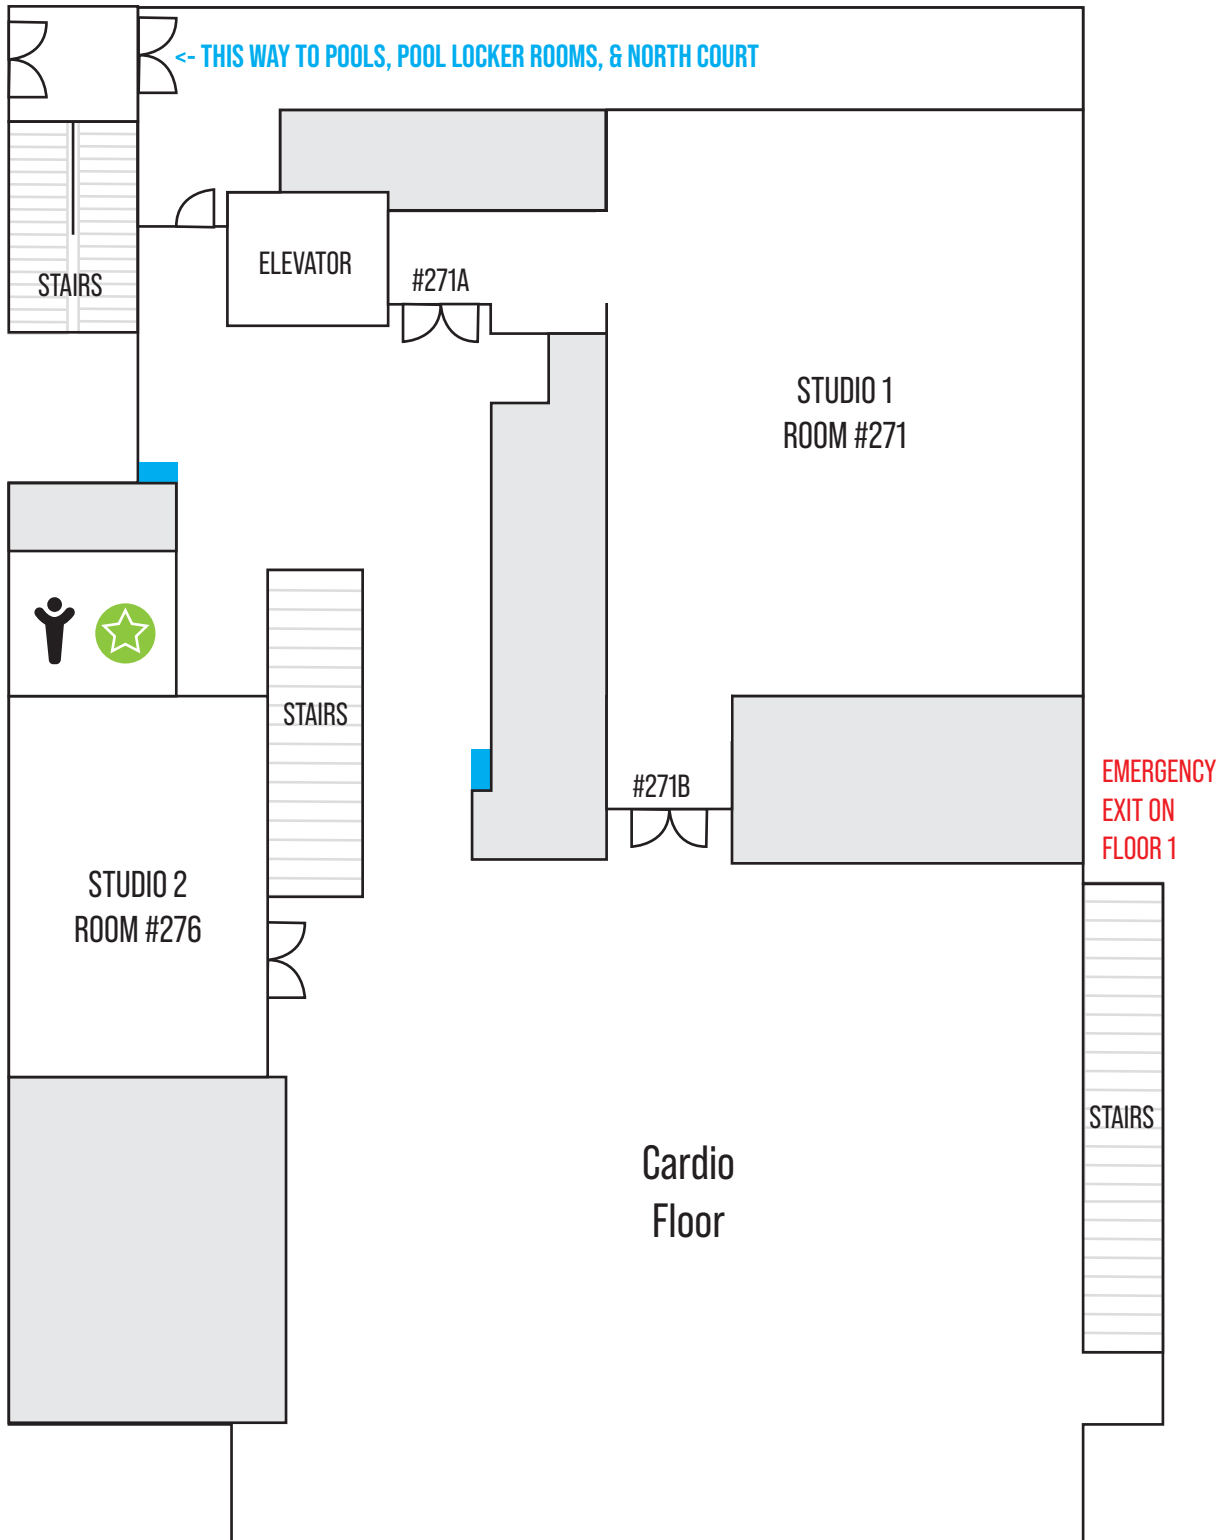 <- THIS WAY TO POOLS, POOL LOCKER ROOMS, & NORTH COURT
ELEVATOR
#271A
STAIRS
STUDIO 1
ROOM #271
STAIRS
#271B
EMERGENCY
EXIT ON
FLOOR 1
STUDIO 2
ROOM #276
STAIRS
Cardio
Floor